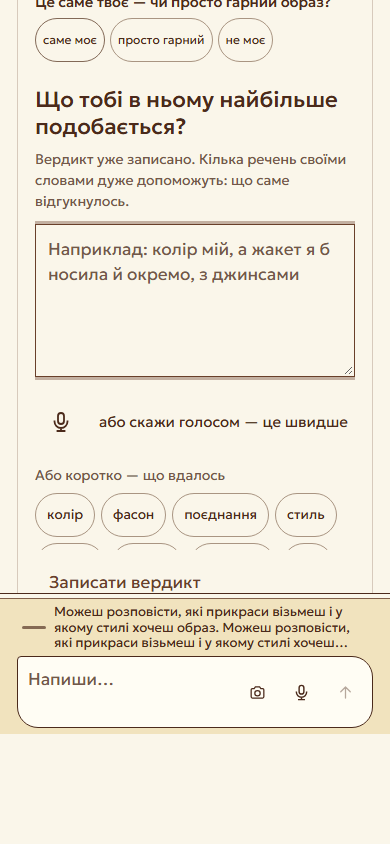 Це саме твоє — чи просто гарний образ?
саме моє
просто гарний
не моє
Що тобі в ньому найбільше
подобається?
Вердикт уже записано. Кілька речень своїми
словами дуже допоможуть: що саме
відгукнулось.
Наприклад: колір мій, а жакет я б
носила й окремо, з джинсами
або скажи голосом — це швидше
Або коротко — що вдалось
колір
фасон
поєднання
стиль
Записати вердикт
Можеш розповісти, які прикраси візьмеш і у
якому стилі хочеш образ. Можеш розповісти,
які прикраси візьмеш і у якому стилі хочеш…
Напиши…